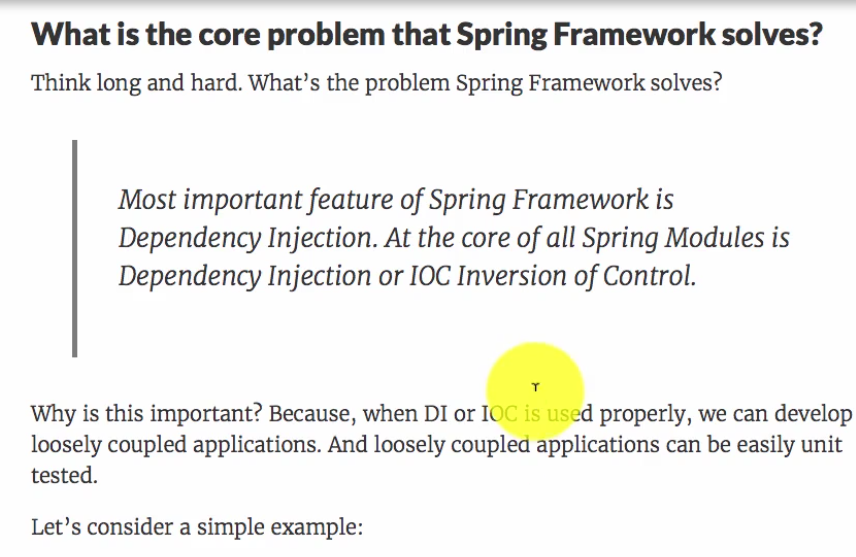 What is the core problem that Spring Framework solves?
Think long and hard. What’s the problem Spring Framework solves?
Most important feature of Spring Framework is
Dependency Injection. At the core of all Spring Modules is
Dependency Injection or IOC Inversion of Control.
Why is this important? Because, when DI or IOC is used properly, we can develop
loosely coupled applications. And loosely coupled applications can be easily unit
tested.
Let’s consider a simple example: